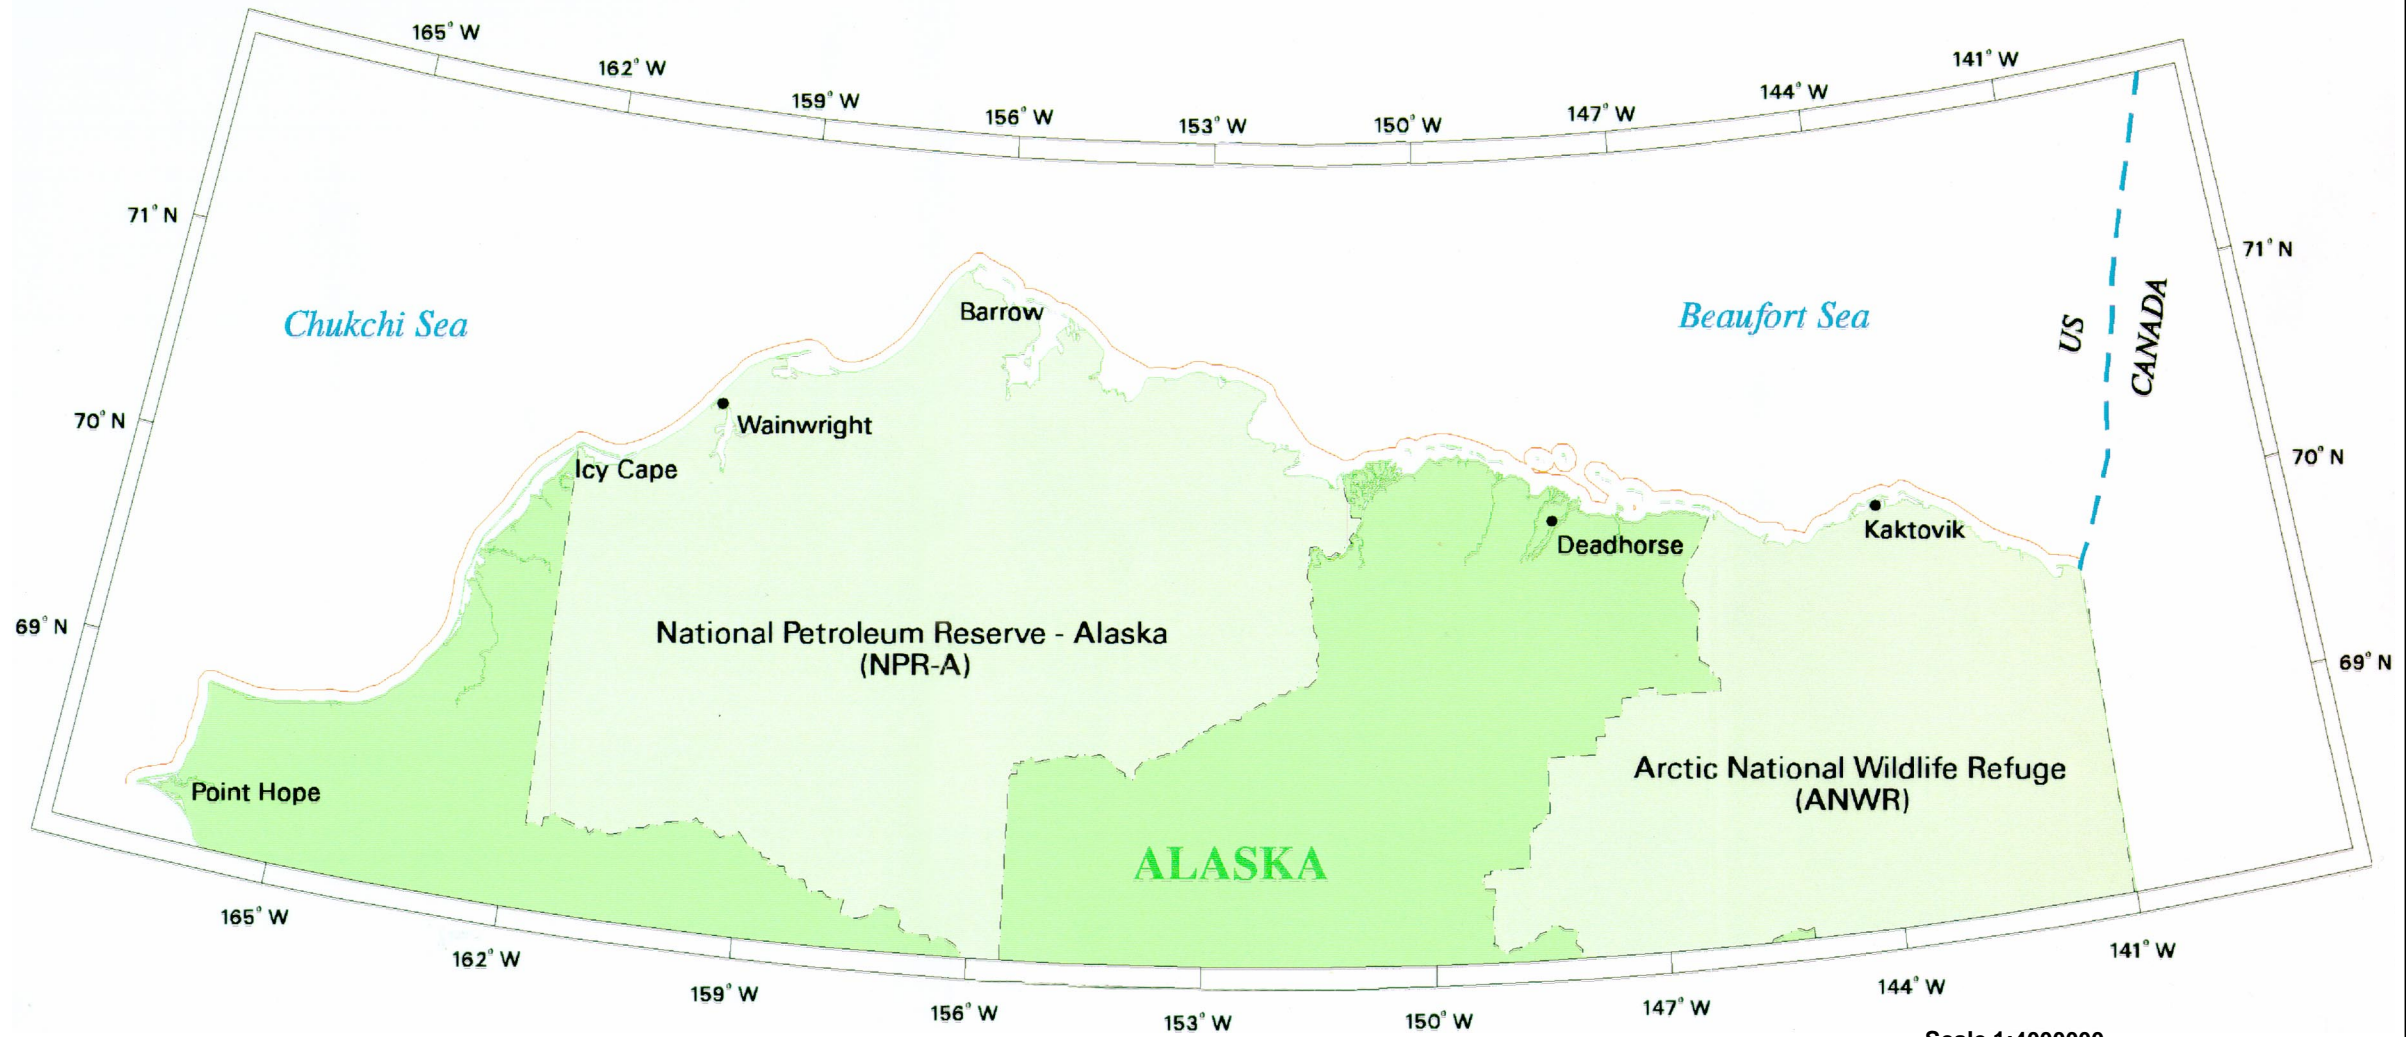 165° W
162° W
159° W
156° W
153° W
150° W
147° W
144° W
141° W
71° N
71° N
Chukchi Sea
Barrow
Beaufort Sea
US
CANADA
70° N
Wainwright
70° N
Icy Cape
Kaktovik
Deadhorse
69° N
National Petroleum Reserve - Alaska
(NPR-A)
69° N
Point Hope
Arctic National Wildlife Refuge
(ANWR)
ALASKA
165° W
162° W
159° W
156° W
153° W
150° W
147° W
144° W
141° W